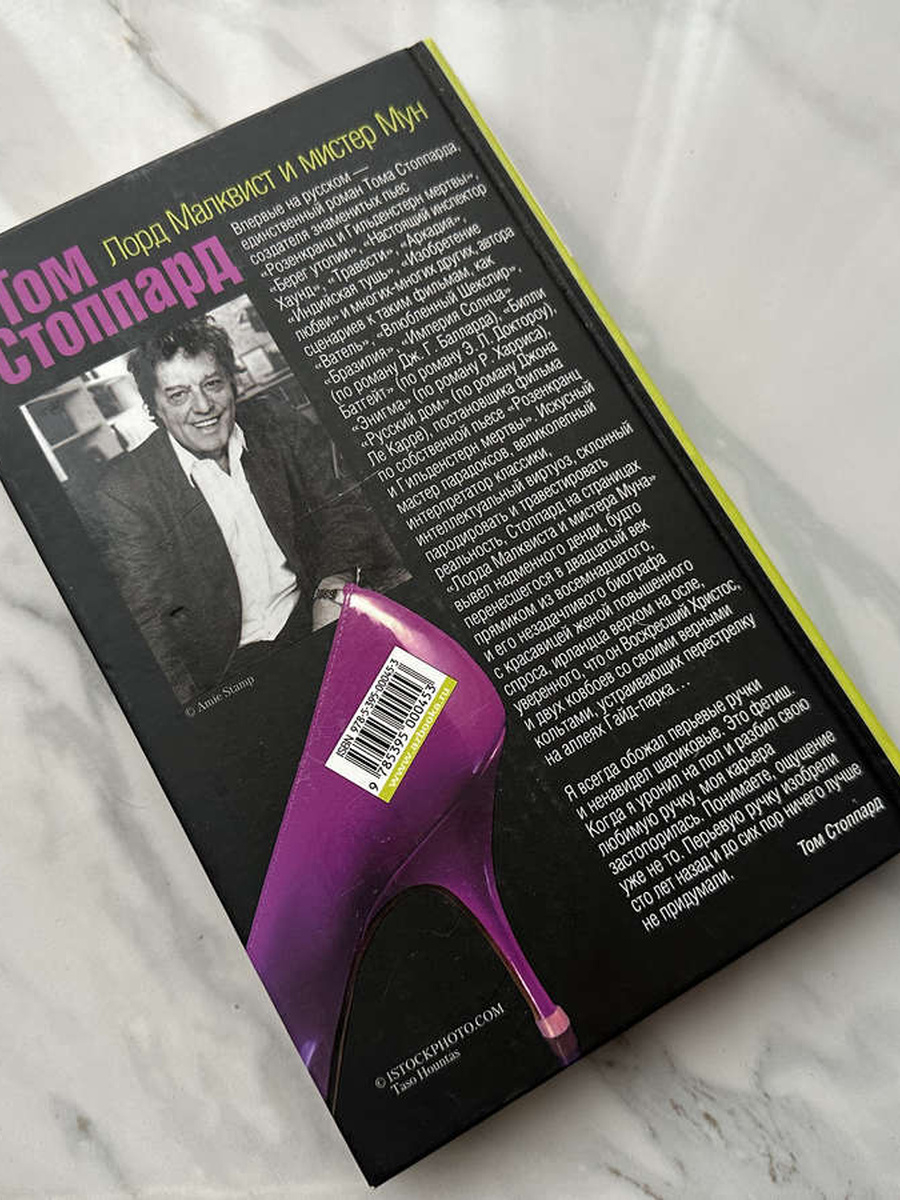 Лорд Малквист и мистер Мун
Том
Стоппард
Впервые на русском —
единственный роман Тома Стоппарда,
создателя знаменитых пьес
«Розенкранц и Гильденстерн мертвы»,
«Берег утопии», «Настоящий инспектор
Хаунд», «Травести», «Аркадия»,
«Индийская тушь», «Изобретение
любви» и многих-многих других, автора
сценариев к таким фильмам, как
«Ватель», «Влюбленный Шекспир»,
«Бразилия», «Империя Солнца»
(по роману Дж. Г. Балларда), «Билли
Батгейт» (по роману Э. Л. Доктороу),
«Энигма» (по роману Р. Харриса),
«Русский дом» (по роману Джона
Ле Карре), постановщика фильма
по собственной пьесе «Розенкранц
и Гильденстерн мертвы». Искусный
мастер парадоксов, великолепный
интерпретатор классики,
интеллектуальный виртуоз, склонный
пародировать и травестировать
реальность, Стоппард на страницах
«Лорда Малквиста и мистера Муна»
вывел надменного денди, будто
перенесшегося в двадцатый век
прямиком из восемнадцатого,
и его незадачливого биографа
с красавицей женой повышенного
спроса, ирландца верхом на осле,
уверенного, что он Воскресший Христос,
и двух ковбоев со своими верными
кольтами, устраивающих перестрелку
на аллеях Гайд-парка...
Я всегда обожал перьевые ручки
и ненавидел шариковые. Это фетиш.
Когда я уронил на пол и разбил свою
любимую ручку, моя карьера
застопорилась. Понимаете, ощущение
уже не то. Перьевую ручку изобрели
сто лет назад и до сих пор ничего лучше
не придумали.
Том Стоппард
© Amie Stamp
ISBN 978-5-395-00045-3
9 785395 000453
www.azbooka.ru
© ISTOCKPHOTO.COM
Taso Hountas